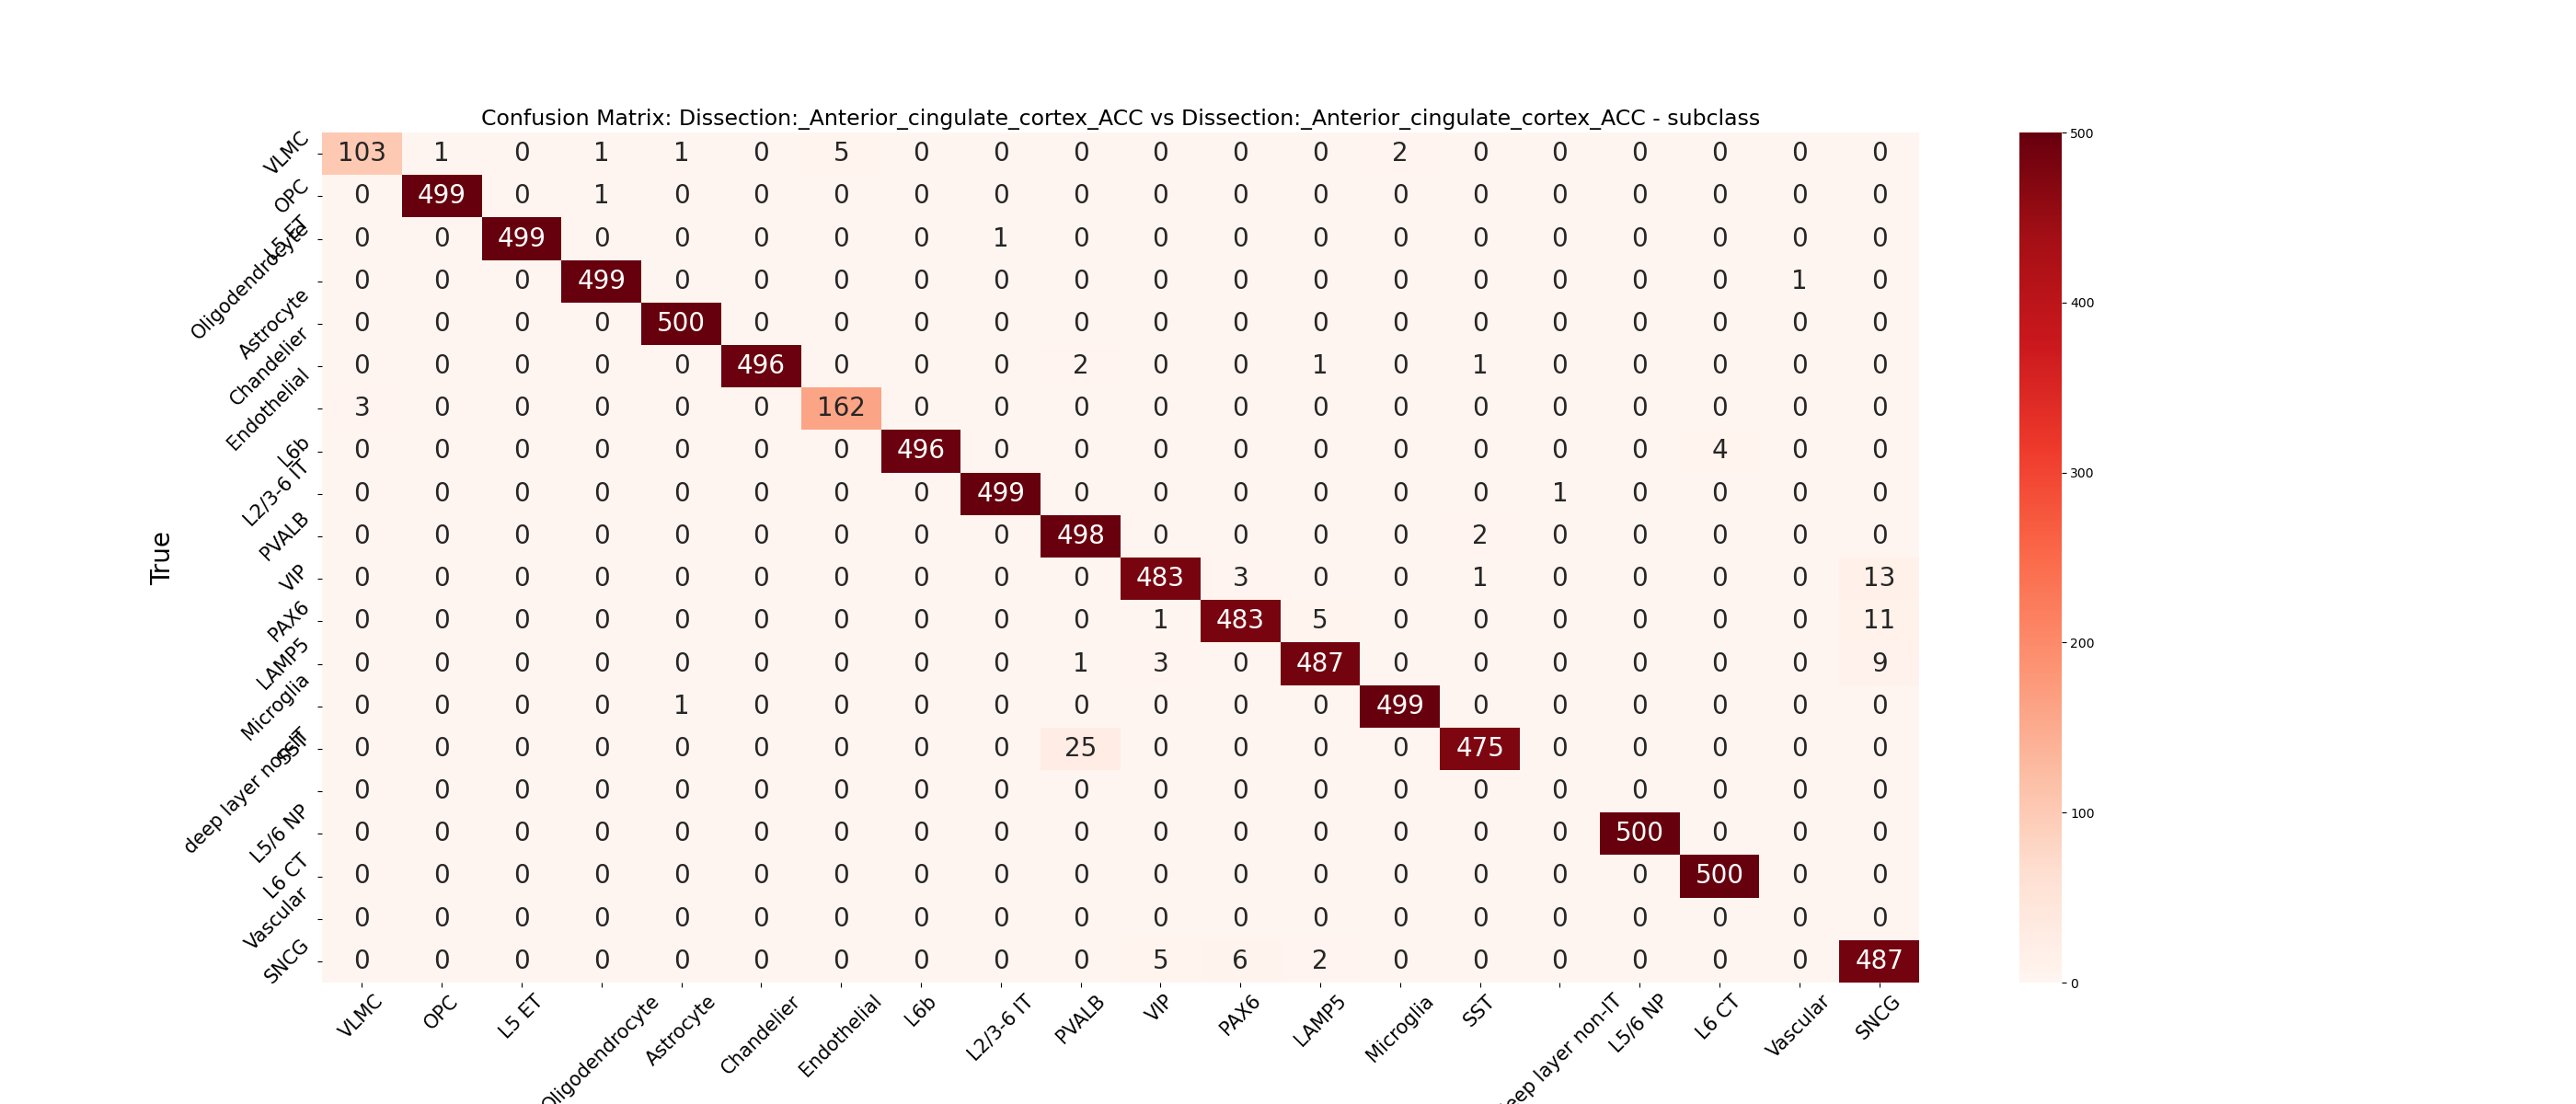 Confusion Matrix: Dissection:_Anterior_cingulate_cortex_ACC vs Dissection:_Anterior_cingulate_cortex_ACC - subclass
VLMC 103 1 0 1 1 0 5 0 0 0 0 0 0 2 0 0 0 0 0 0
OPC 0 499 0 1 0 0 0 0 0 0 0 0 0 0 0 0 0 0 0 0
L5 ET 0 0 499 0 0 0 0 0 1 0 0 0 0 0 0 0 0 0 0 0
Oligodendrocyte 0 0 0 499 0 0 0 0 0 0 0 0 0 0 0 0 0 0 1 0
Astrocyte 0 0 0 0 500 0 0 0 0 0 0 0 0 0 0 0 0 0 0 0
Chandelier 0 0 0 0 0 496 0 0 0 2 0 0 1 0 1 0 0 0 0 0
Endothelial 3 0 0 0 0 0 162 0 0 0 0 0 0 0 0 0 0 0 0 0
L6b 0 0 0 0 0 0 0 496 0 0 0 0 0 0 0 0 0 4 0 0
L2/3-6 IT 0 0 0 0 0 0 0 0 499 0 0 0 0 0 0 1 0 0 0 0
PVALB 0 0 0 0 0 0 0 0 0 498 0 0 0 0 2 0 0 0 0 0
VIP 0 0 0 0 0 0 0 0 0 0 483 3 0 0 1 0 0 0 0 13
PAX6 0 0 0 0 0 0 0 0 0 0 1 483 5 0 0 0 0 0 0 11
LAMP5 0 0 0 0 0 0 0 0 0 1 3 0 487 0 0 0 0 0 0 9
Microglia 0 0 0 0 1 0 0 0 0 0 0 0 0 499 0 0 0 0 0 0
SST 0 0 0 0 0 0 0 0 0 25 0 0 0 0 475 0 0 0 0 0
deep layer non-IT 0 0 0 0 0 0 0 0 0 0 0 0 0 0 0 0 0 0 0 0
L5/6 NP 0 0 0 0 0 0 0 0 0 0 0 0 0 0 0 0 500 0 0 0
L6 CT 0 0 0 0 0 0 0 0 0 0 0 0 0 0 0 0 0 500 0 0
Vascular 0 0 0 0 0 0 0 0 0 0 0 0 0 0 0 0 0 0 0 0
SNCG 0 0 0 0 0 0 0 0 0 0 5 6 2 0 0 0 0 0 0 487
True
VLMC OPC L5 ET Oligodendrocyte Astrocyte Chandelier Endothelial L6b L2/3-6 IT PVALB VIP PAX6 LAMP5 Microglia SST eep layer non-IT L5/6 NP L6 CT Vascular SNCG
500
400
300
200
100
0